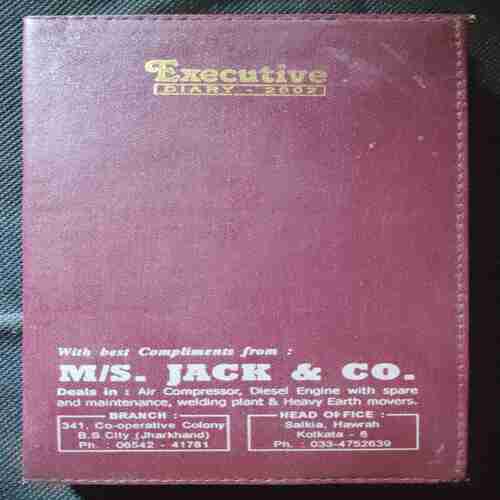 Executive
DIARY - 2002
With best Compliments from :
M/S. JACK & CO.
Deals in : Air Compressor, Diesel Engine with spare
and maintenance, welding plant & Heavy Earth movers.
BRANCH :
341, Co-operative Colony
B.S.City (Jharkhand)
Ph. : 06542 - 41781
HEAD OFFICE :
Salkia, Hawrah
Kolkata - 6
Ph. : 033-4752639